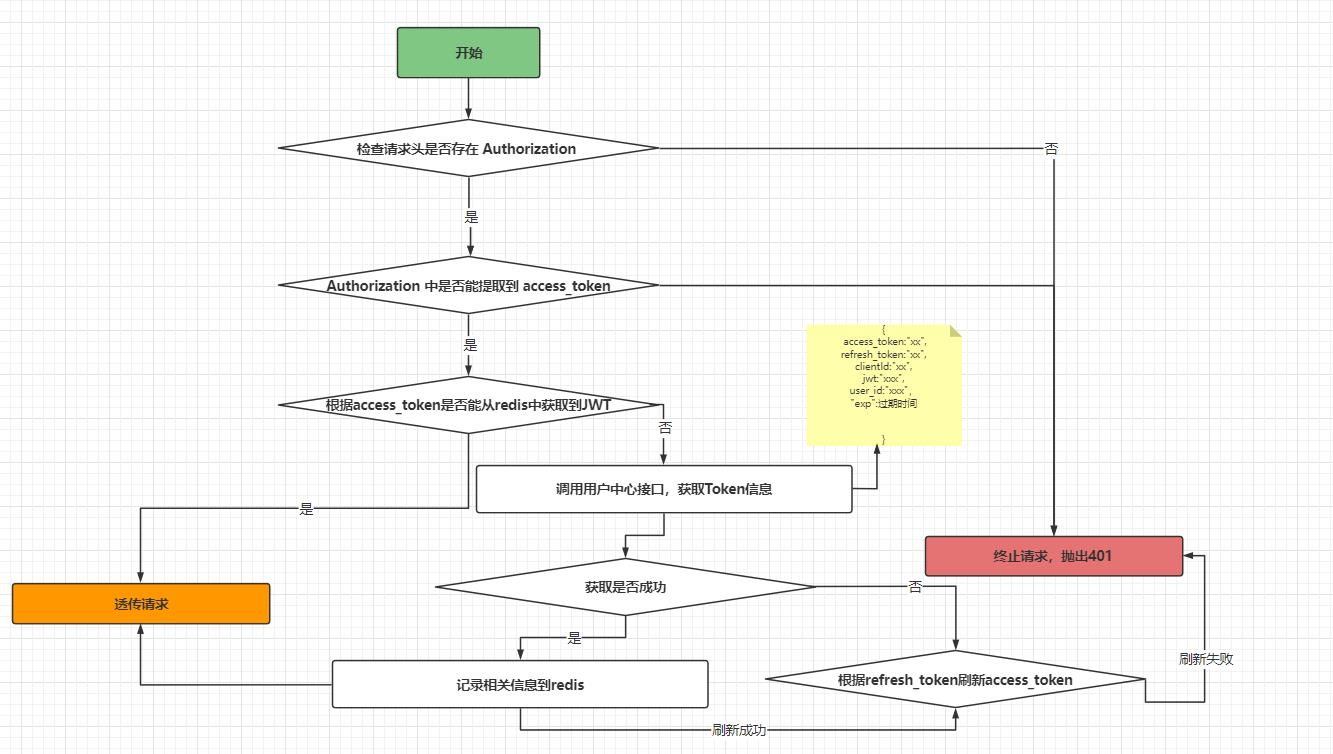 开始
检查请求头是否存在 Authorization
否
是
Authorization 中是否能提取到 access_token
是
{
access_token:"xx",
refresh_token:"xx",
clientId:"xx",
jwt:"xxx",
user_id:"xxx",
"exp":过期时间
}
根据access_token是否能从redis中获取到JWT
否
调用用户中心接口，获取Token信息
是
终止请求，抛出401
获取是否成功
否
透传请求
是
刷新失败
根据refresh_token刷新access_token
记录相关信息到redis
刷新成功